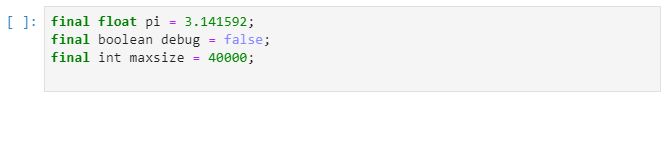 [ ]: final float pi = 3.141592;
final boolean debug = false;
final int maxsize = 40000;